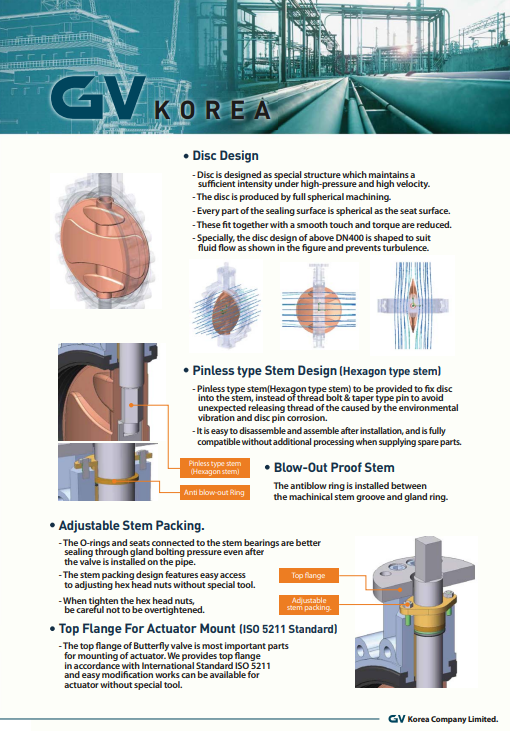 GV KOREA
• Disc Design
- Disc is designed as special structure which maintains a
sufficient intensity under high-pressure and high velocity.
- The disc is produced by full spherical machining.
- Every part of the sealing surface is spherical as the seat surface.
- These fit together with a smooth touch and torque are reduced.
- Specially, the disc design of above DN400 is shaped to suit
fluid flow as shown in the figure and prevents turbulence.
• Pinless type Stem Design (Hexagon type stem)
- Pinless type stem(Hexagon type stem) to be provided to fix disc
into the stem, instead of thread bolt & taper type pin to avoid
unexpected releasing thread of the caused by the environmental
vibration and disc pin corrosion.
- It is easy to disassemble and assemble after installation, and is fully
compatible without additional processing when supplying spare parts.
Pinless type stem
(Hexagon stem)
Anti blow-out Ring
• Blow-Out Proof Stem
The antiblow ring is installed between
the machinical stem groove and gland ring.
• Adjustable Stem Packing.
- The O-rings and seats connected to the stem bearings are better
sealing through gland bolting pressure even after
the valve is installed on the pipe.
- The stem packing design features easy access
to adjusting hex head nuts without special tool.
- When tighten the hex head nuts,
be careful not to be overtightened.
Top flange
Adjustable
stem packing.
• Top Flange For Actuator Mount (ISO 5211 Standard)
- The top flange of Butterfly valve is most important parts
for mounting of actuator. We provides top flange
in accordance with International Standard ISO 5211
and easy modification works can be available for
actuator without special tool.
GV Korea Company Limited.